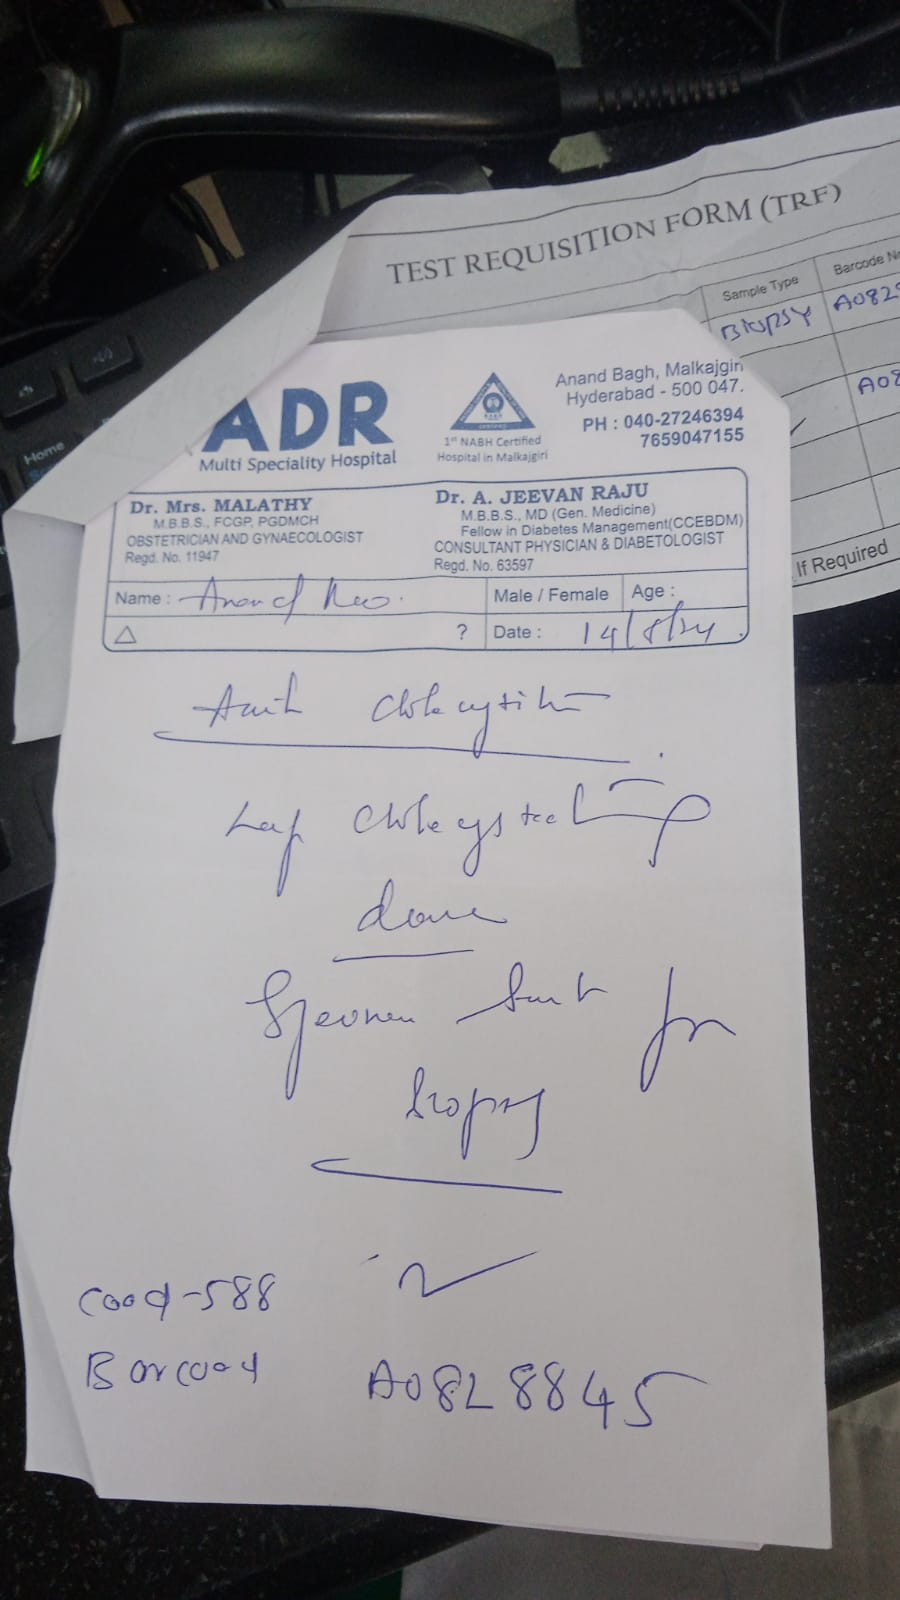 TEST REQUISITION FORM (TRF)
Sample Type
Barcode No
Biopsy
A082
A08
If Required
Home
ADR
Multi Speciality Hospital
1st NABH Certified
Hospital in Malkajgiri
Anand Bagh, Malkajgiri
Hyderabad - 500 047.
PH : 040-27246394
7659047155
Dr. Mrs. MALATHY
M.B.B.S., FCGP, PGDMCH
OBSTETRICIAN AND GYNAECOLOGIST
Regd. No. 11947
Dr. A. JEEVAN RAJU
M.B.B.S., MD (Gen. Medicine)
Fellow in Diabetes Management(CCEBDM)
CONSULTANT PHYSICIAN & DIABETOLOGIST
Regd. No. 63597
Name : Anand Rao.
Male / Female
Age :
△ ?
Date : 14/8/24
Acute Cholecystitis
Lap Cholecystectomy
done
Specimen Sent for
biopsy
Cood-588
Barcood A0828845